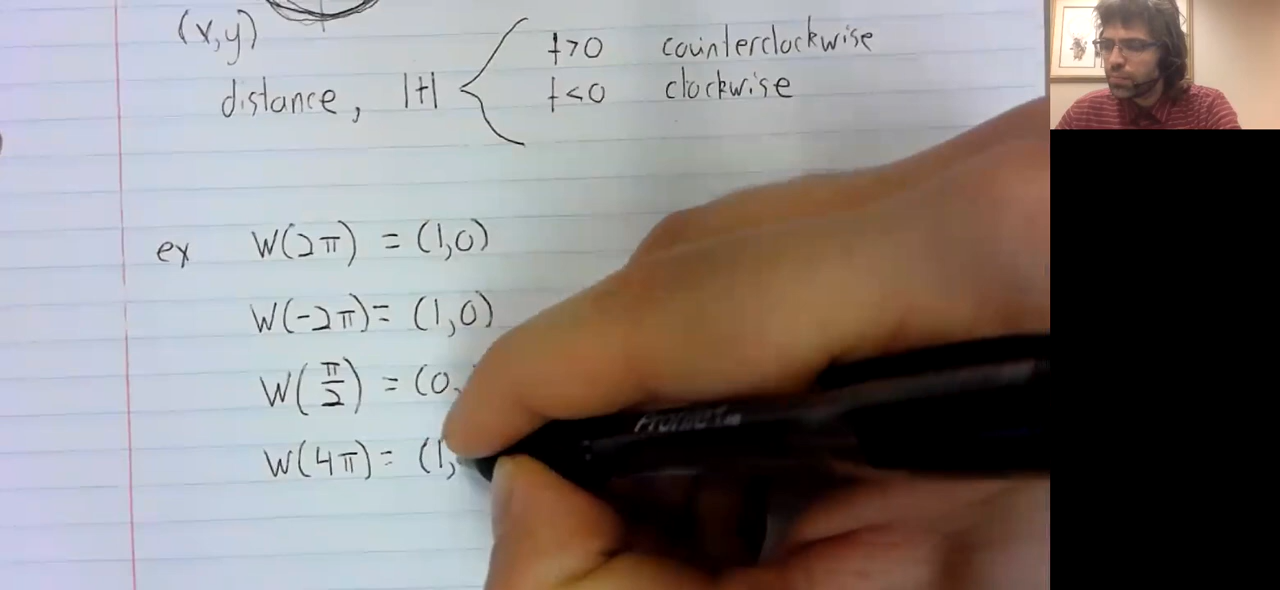 (x,y)
t>0 counterclockwise
distance, |t|
t<0 clockwise
ex W(2π) = (1,0)
W(-2π) = (1,0)
W(π/2) = (0,
W(4π) = (1,